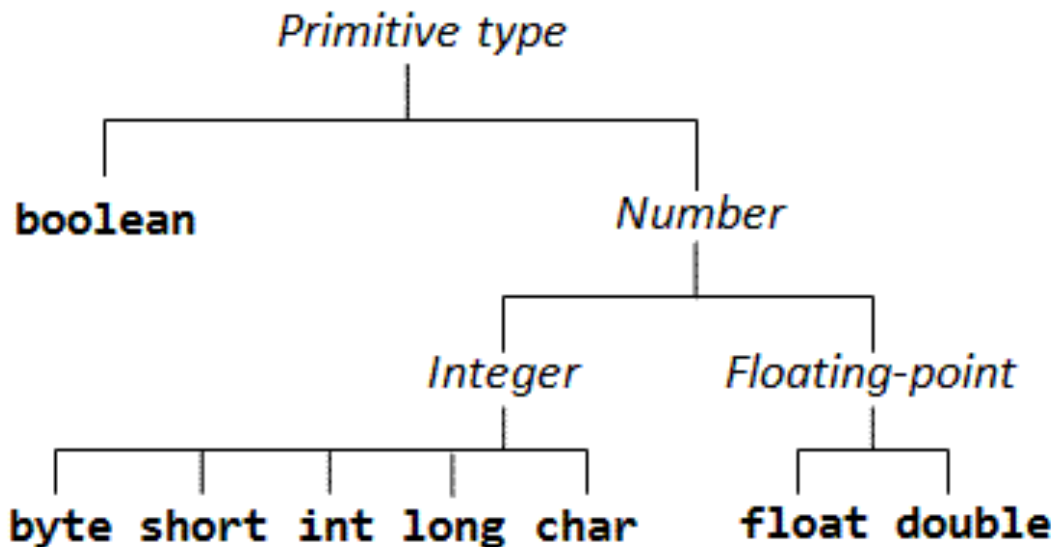 Primitive type
boolean
Number
Integer
Floating-point
byte short int long char
float double